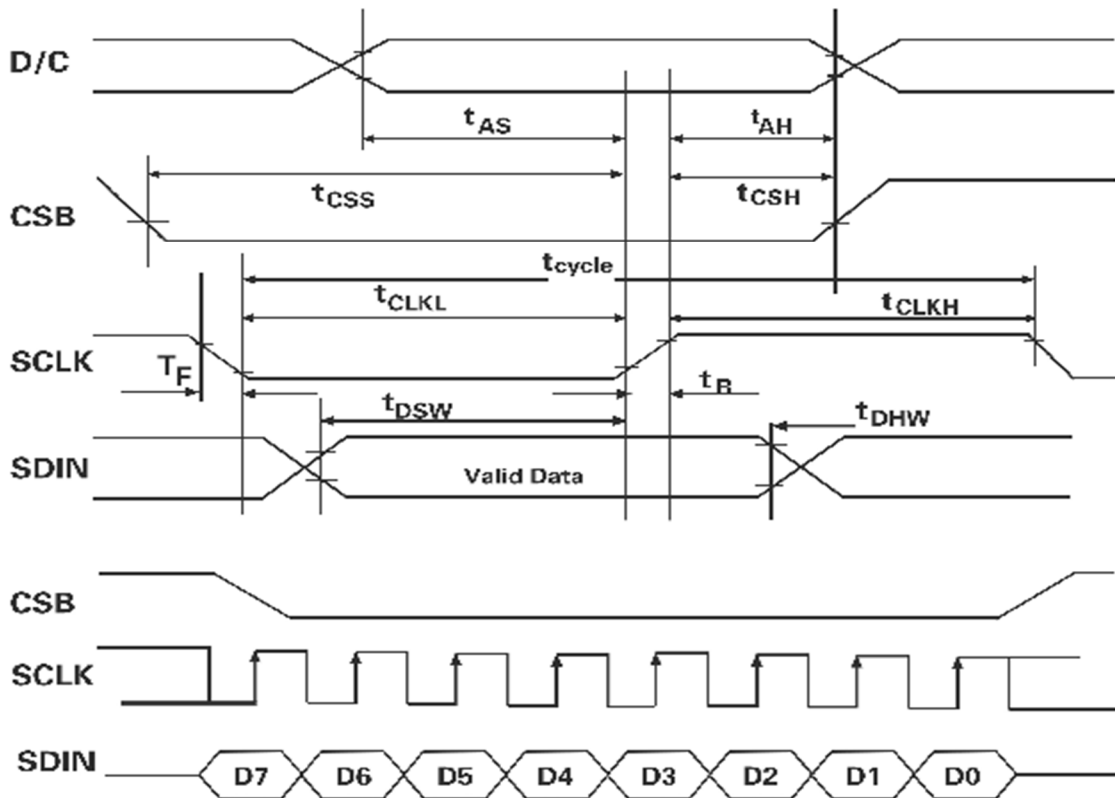 D/C
tAS
tAH
tCSS
tCSH
CSB
tcycle
tCLKL
tCLKH
SCLK
TF
tR
tDSW
tDHW
SDIN
Valid Data
CSB
SCLK
SDIN
D7 D6 D5 D4 D3 D2 D1 D0